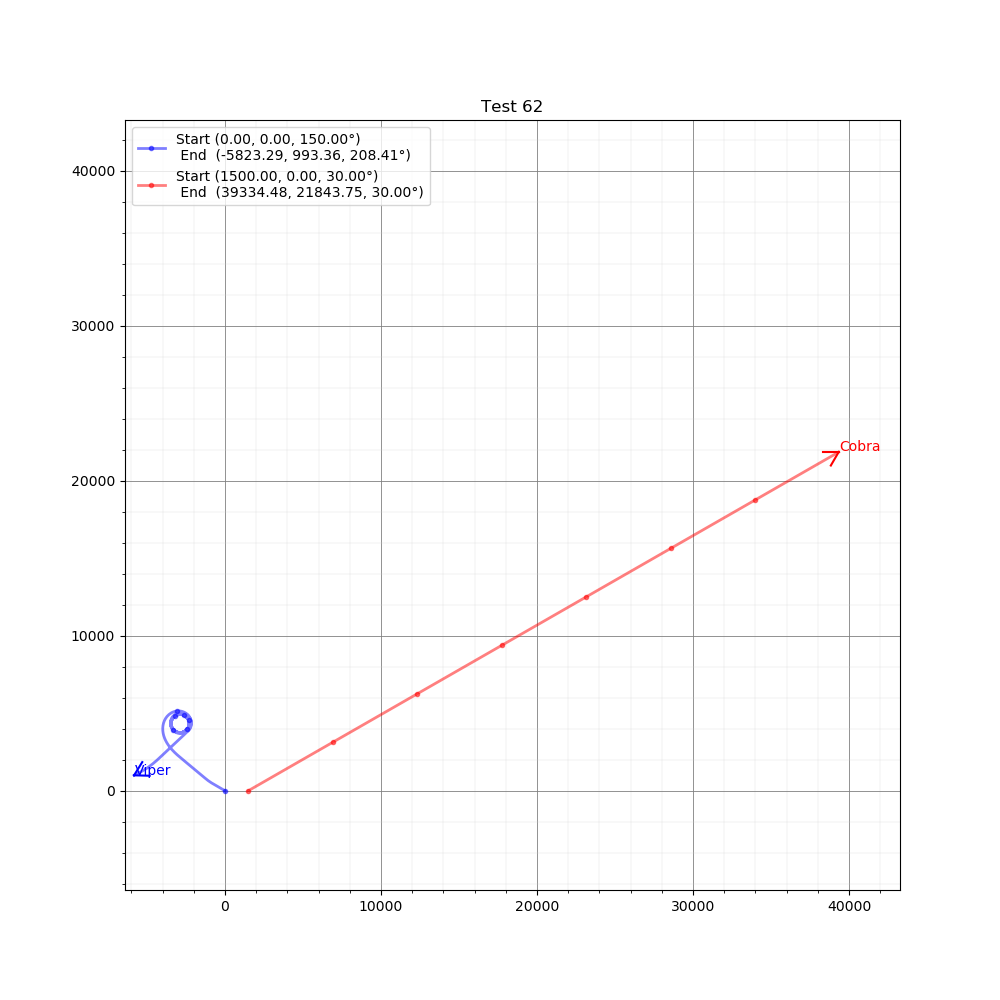 Test 62
Start (0.00, 0.00, 150.00°)
End (-5823.29, 993.36, 208.41°)
Start (1500.00, 0.00, 30.00°)
End (39334.48, 21843.75, 30.00°)
40000
30000
20000
10000
0
Cobra
Viper
0
10000
20000
30000
40000